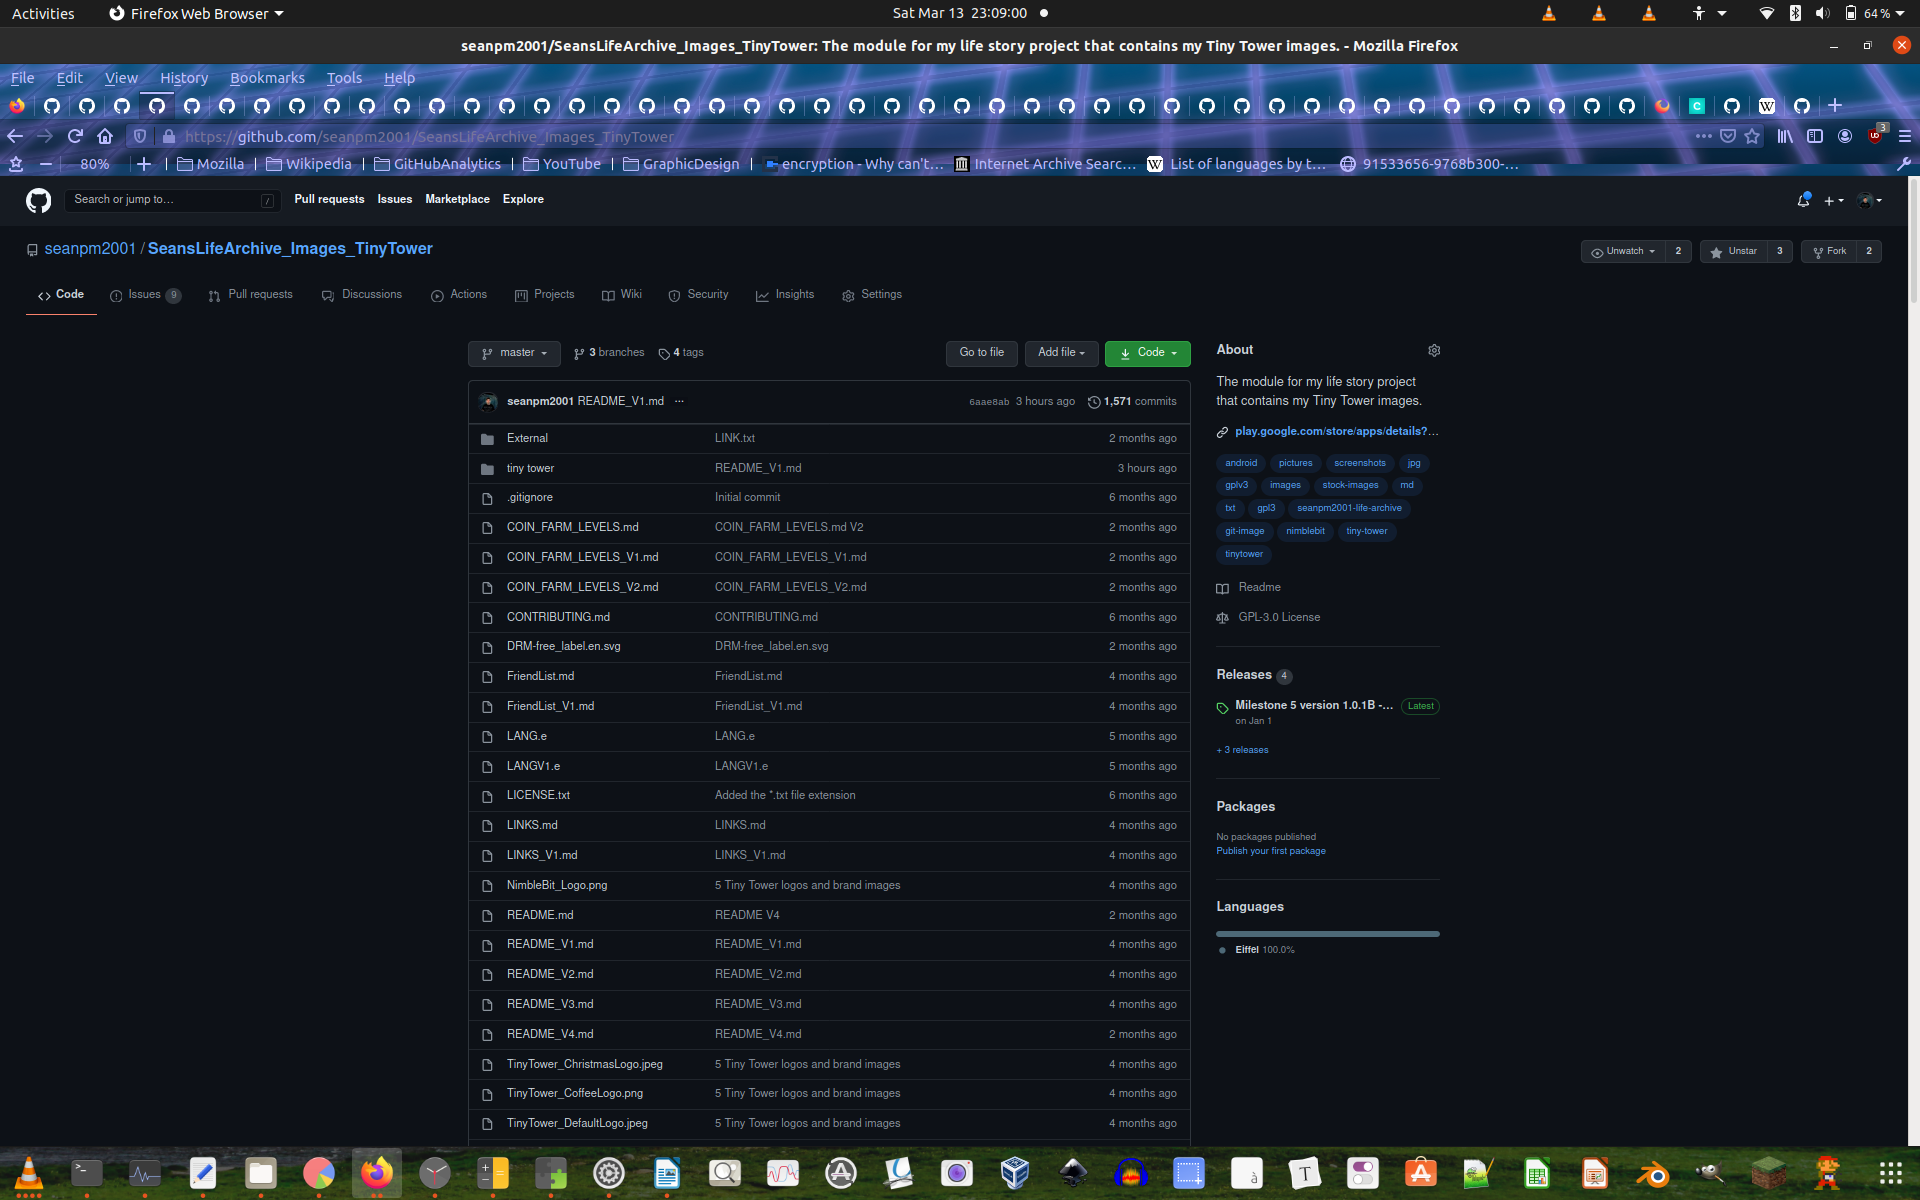 Activities Firefox Web Browser Sat Mar 13 23:09:00 64 %
seanpm2001/SeansLifeArchive_Images_TinyTower: The module for my life story project that contains my Tiny Tower images. - Mozilla Firefox
File Edit View History Bookmarks Tools Help
https://github.com/seanpm2001/SeansLifeArchive_Images_TinyTower 3
80% Mozilla Wikipedia GitHubAnalytics YouTube GraphicDesign encryption - Why can't… Internet Archive Searc… List of languages by t… 91533656-9768b300-…
Search or jump to… / Pull requests Issues Marketplace Explore
seanpm2001 / SeansLifeArchive_Images_TinyTower Unwatch 2 Unstar 3 Fork 2
Code Issues 9 Pull requests Discussions Actions Projects Wiki Security Insights Settings
master 3 branches 4 tags Go to file Add file Code
seanpm2001 README_V1.md ··· 6aae8ab 3 hours ago 1,571 commits
External LINK.txt 2 months ago
tiny tower README_V1.md 3 hours ago
.gitignore Initial commit 6 months ago
COIN_FARM_LEVELS.md COIN_FARM_LEVELS.md V2 2 months ago
COIN_FARM_LEVELS_V1.md COIN_FARM_LEVELS_V1.md 2 months ago
COIN_FARM_LEVELS_V2.md COIN_FARM_LEVELS_V2.md 2 months ago
CONTRIBUTING.md CONTRIBUTING.md 6 months ago
DRM-free_label.en.svg DRM-free_label.en.svg 2 months ago
FriendList.md FriendList.md 4 months ago
FriendList_V1.md FriendList_V1.md 4 months ago
LANG.e LANG.e 5 months ago
LANGV1.e LANGV1.e 5 months ago
LICENSE.txt Added the *.txt file extension 6 months ago
LINKS.md LINKS.md 4 months ago
LINKS_V1.md LINKS_V1.md 4 months ago
NimbleBit_Logo.png 5 Tiny Tower logos and brand images 4 months ago
README.md README V4 2 months ago
README_V1.md README_V1.md 4 months ago
README_V2.md README_V2.md 4 months ago
README_V3.md README_V3.md 4 months ago
README_V4.md README_V4.md 2 months ago
TinyTower_ChristmasLogo.jpeg 5 Tiny Tower logos and brand images 4 months ago
TinyTower_CoffeeLogo.png 5 Tiny Tower logos and brand images 4 months ago
TinyTower_DefaultLogo.jpeg 5 Tiny Tower logos and brand images 4 months ago
About
The module for my life story project
that contains my Tiny Tower images.
play.google.com/store/apps/details?…
android pictures screenshots jpg
gplv3 images stock-images md
txt gpl3 seanpm2001-life-archive
git-image nimblebit tiny-tower
tinytower
Readme
GPL-3.0 License
Releases 4
Milestone 5 version 1.0.1B -… Latest
on Jan 1
+ 3 releases
Packages
No packages published
Publish your first package
Languages
Eiffel 100.0%